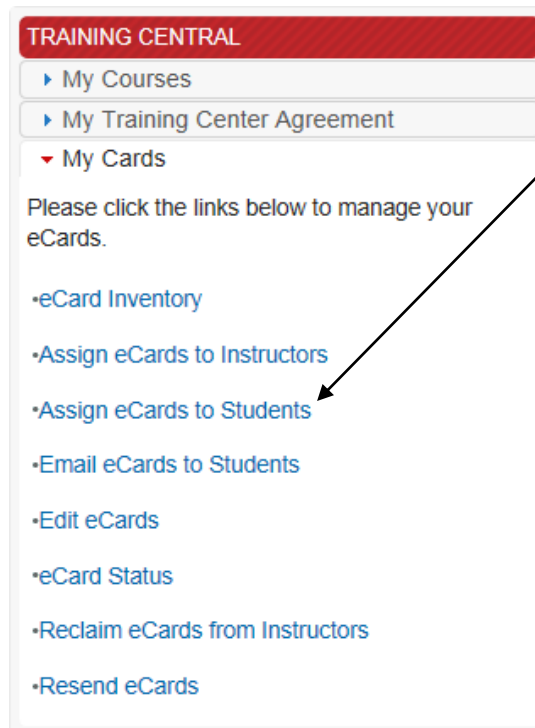 TRAINING CENTRAL
My Courses
My Training Center Agreement
My Cards
Please click the links below to manage your
eCards.
•eCard Inventory
•Assign eCards to Instructors
•Assign eCards to Students
•Email eCards to Students
•Edit eCards
•eCard Status
•Reclaim eCards from Instructors
•Resend eCards